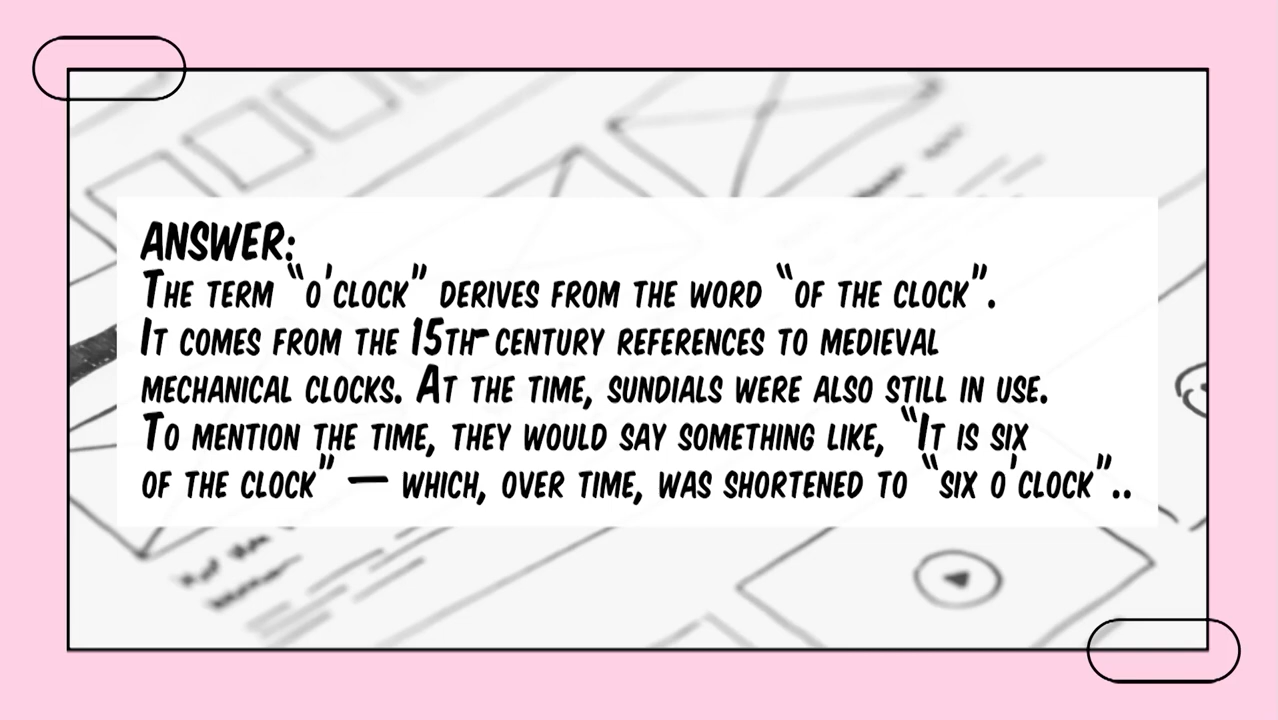 ANSWER:
THE TERM “O'CLOCK” DERIVES FROM THE WORD “OF THE CLOCK”.
IT COMES FROM THE 15TH-CENTURY REFERENCES TO MEDIEVAL
MECHANICAL CLOCKS. AT THE TIME, SUNDIALS WERE ALSO STILL IN USE.
TO MENTION THE TIME, THEY WOULD SAY SOMETHING LIKE, “IT IS SIX
OF THE CLOCK” — WHICH, OVER TIME, WAS SHORTENED TO “SIX O'CLOCK”..